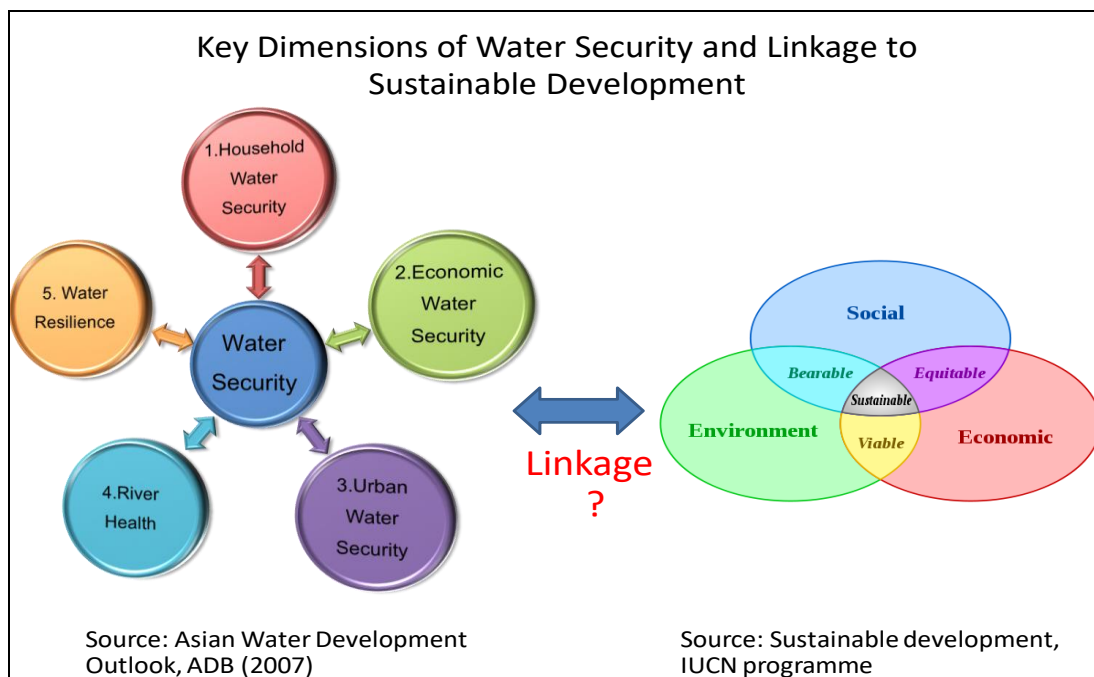 Key Dimensions of Water Security and Linkage to
Sustainable Development
1.Household
Water
Security
2.Economic
Water
Security
3.Urban
Water
Security
4.River
Health
5. Water
Resilience
Water
Security
Linkage
?
Social
Bearable
Equitable
Sustainable
Environment
Viable
Economic
Source: Asian Water Development
Outlook, ADB (2007)
Source: Sustainable development,
IUCN programme